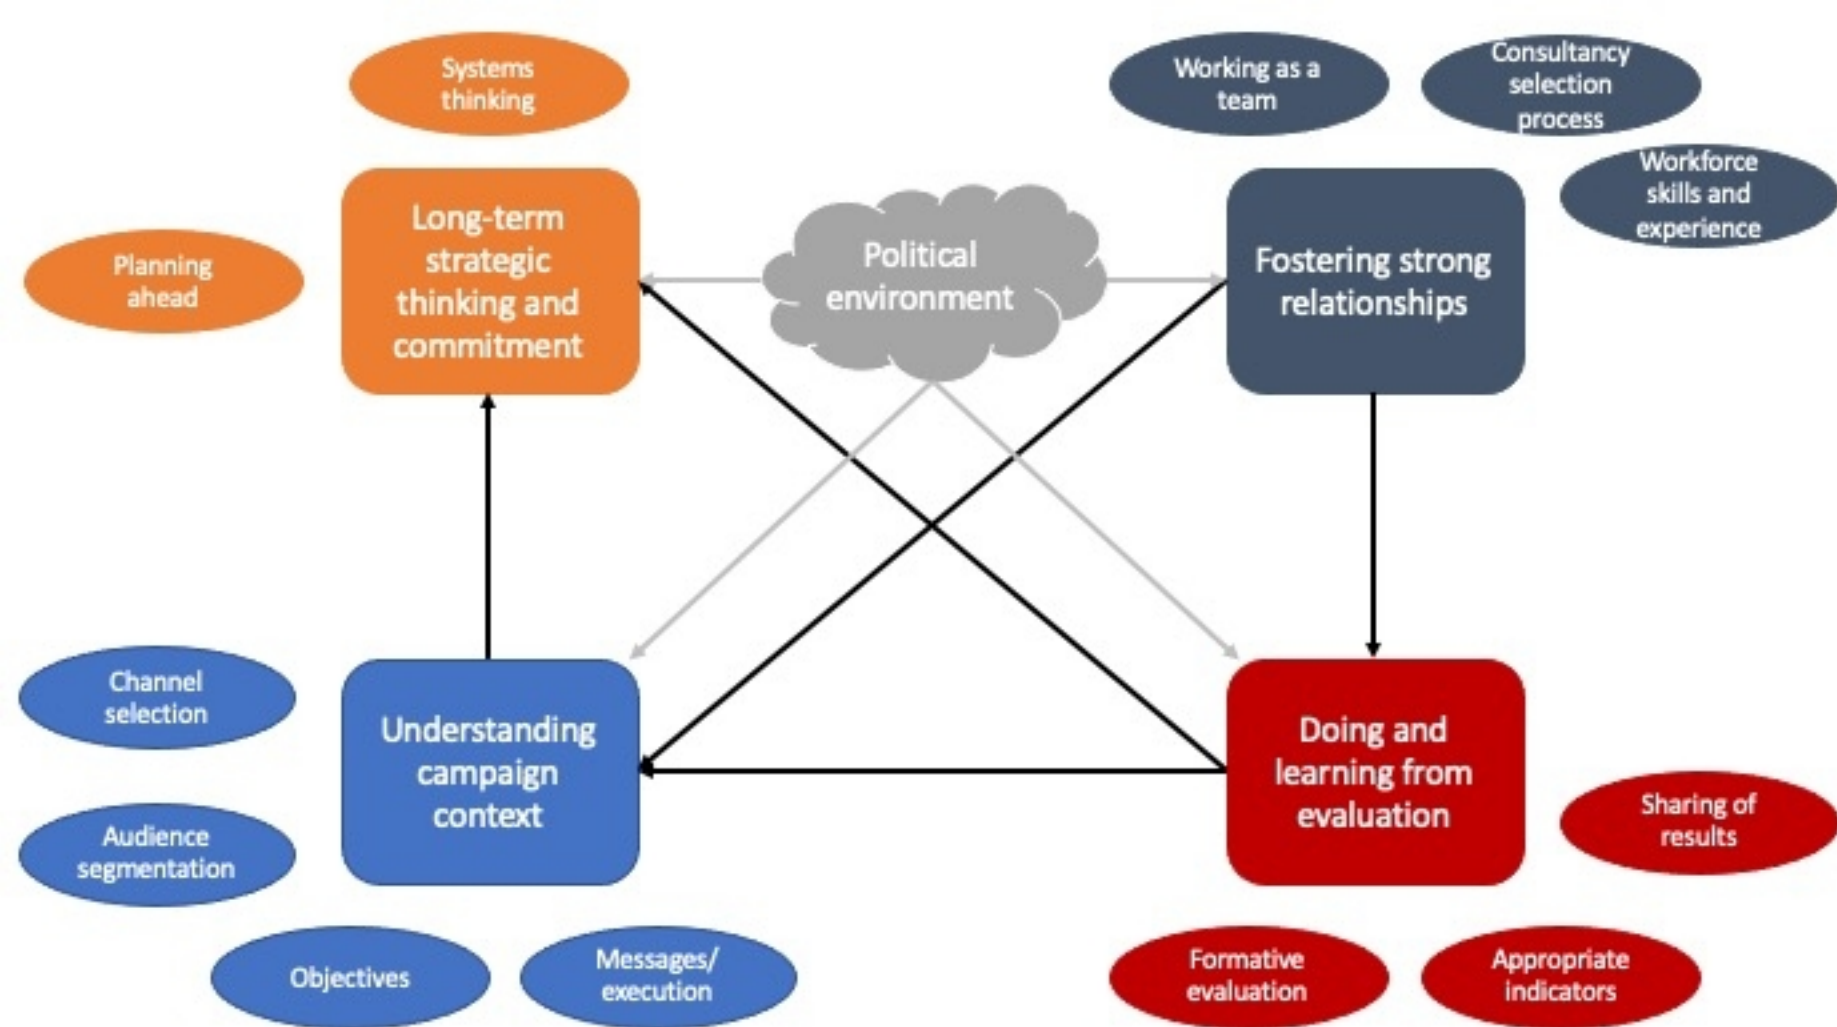 Systems
thinking
Working as a
team
Consultancy
selection
process
Workforce
skills and
experience
Planning
ahead
Long-term
strategic
thinking and
commitment
Political
environment
Fostering strong
relationships
Channel
selection
Understanding
campaign
context
Doing and
learning from
evaluation
Audience
segmentation
Sharing of
results
Objectives
Messages/
execution
Formative
evaluation
Appropriate
indicators